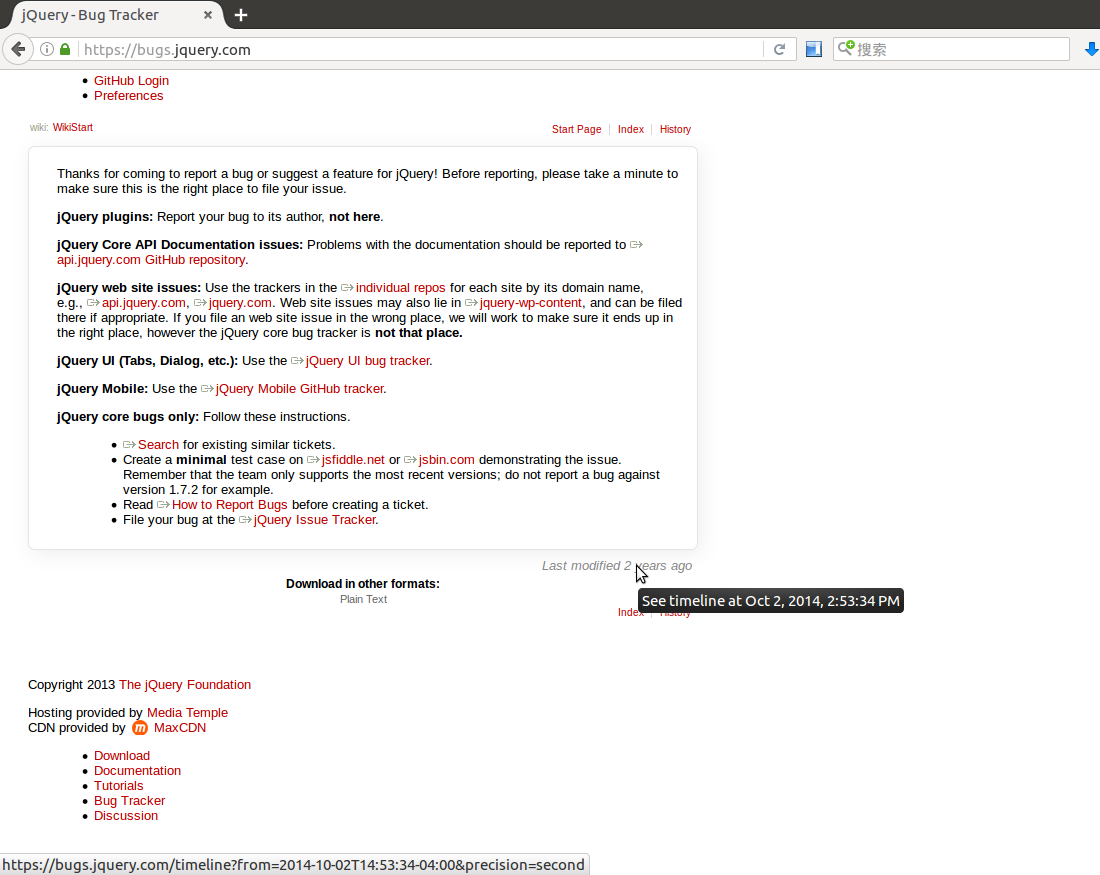 jQuery - Bug Tracker
https://bugs.jquery.com
搜索
GitHub Login
Preferences
wiki: WikiStart
Start Page
Index
History
Thanks for coming to report a bug or suggest a feature for jQuery! Before reporting, please take a minute to
make sure this is the right place to file your issue.
jQuery plugins: Report your bug to its author, not here.
jQuery Core API Documentation issues: Problems with the documentation should be reported to
api.jquery.com GitHub repository.
jQuery web site issues: Use the trackers in the individual repos for each site by its domain name,
e.g., api.jquery.com, jquery.com. Web site issues may also lie in jquery-wp-content, and can be filed
there if appropriate. If you file an web site issue in the wrong place, we will work to make sure it ends up in
the right place, however the jQuery core bug tracker is not that place.
jQuery UI (Tabs, Dialog, etc.): Use the jQuery UI bug tracker.
jQuery Mobile: Use the jQuery Mobile GitHub tracker.
jQuery core bugs only: Follow these instructions.
Search for existing similar tickets.
Create a minimal test case on jsfiddle.net or jsbin.com demonstrating the issue.
Remember that the team only supports the most recent versions; do not report a bug against
version 1.7.2 for example.
Read How to Report Bugs before creating a ticket.
File your bug at the jQuery Issue Tracker.
Last modified 2 years ago
Download in other formats:
Plain Text
See timeline at Oct 2, 2014, 2:53:34 PM
Index
History
Copyright 2013 The jQuery Foundation
Hosting provided by Media Temple
CDN provided by m MaxCDN
Download
Documentation
Tutorials
Bug Tracker
Discussion
https://bugs.jquery.com/timeline?from=2014-10-02T14:53:34-04:00&precision=second